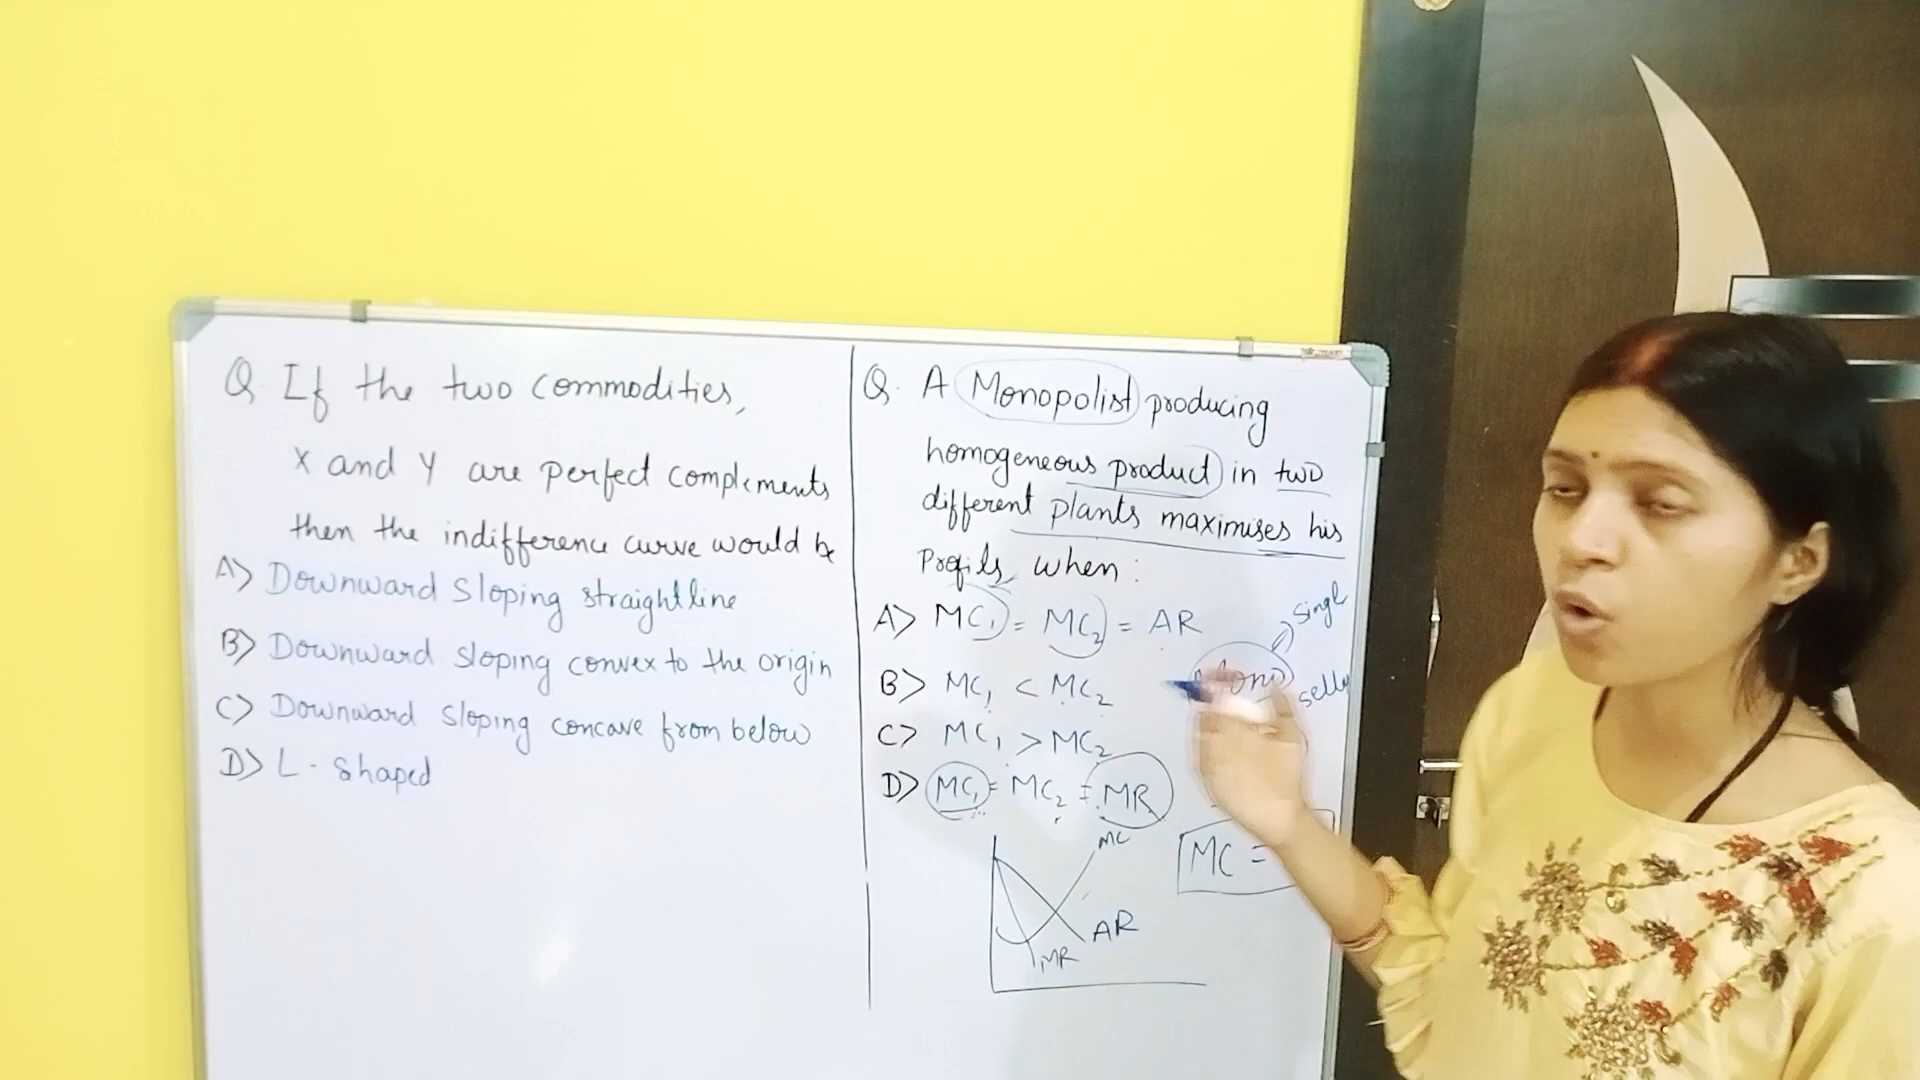 Q. If the two commodities,
X and Y are perfect complements
then the indifference curve would be
A> Downward sloping straight line
B> Downward sloping convex to the origin
C> Downward sloping concave from below
D> L - shaped
Q. A Monopolist producing
homogeneous product in two
different plants maximises his
Profits when :
A> MC1 = MC2 = AR
B> MC1 < MC2
C> MC1 > MC2
D> MC1 = MC2 = MR
MC
AR
MR
MC =